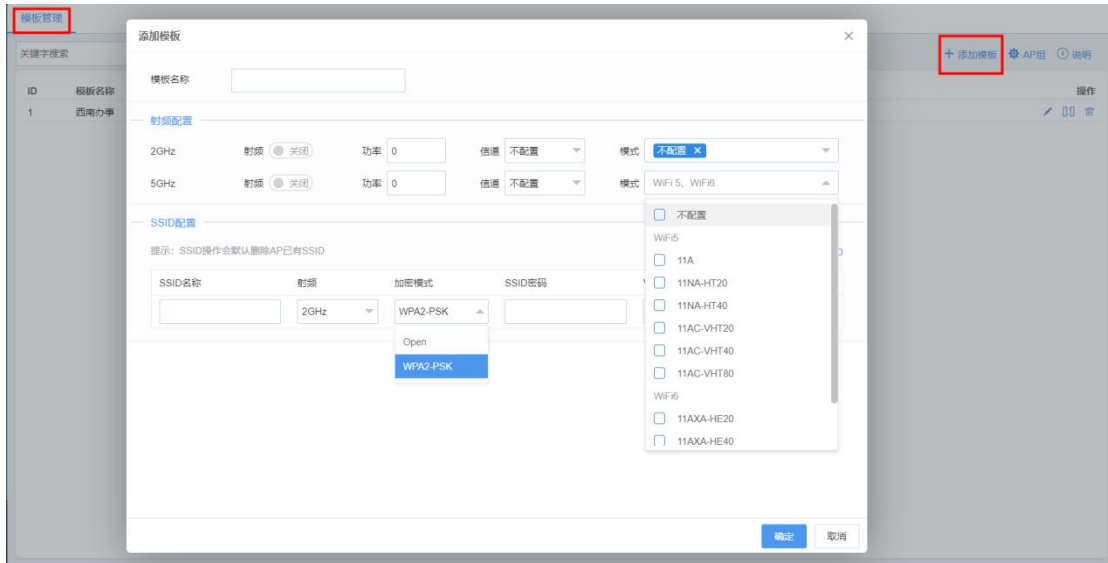 模板管理
添加模板
关键字搜索
添加模板 AP组 说明
模板名称
ID 模板名称 操作
1 西南办事
射频配置
2GHz 射频 关闭 功率 0 倍道 不配置 模式 不配置 ×
5GHz 射频 关闭 功率 0 倍道 不配置 模式 WiFi 5、WiFi6
不配置
SSID配置
WiFi5
提示：SSID操作会默认删除AP已有SSID
11A
SSID名称 射频 加密模式 SSID密码
11NA-HT20
2GHz WPA2-PSK
11NA-HT40
11AC-VHT20
Open
11AC-VHT40
WPA2-PSK
11AC-VHT80
WiFi6
11AXA-HE20
11AXA-HE40
确定 取消